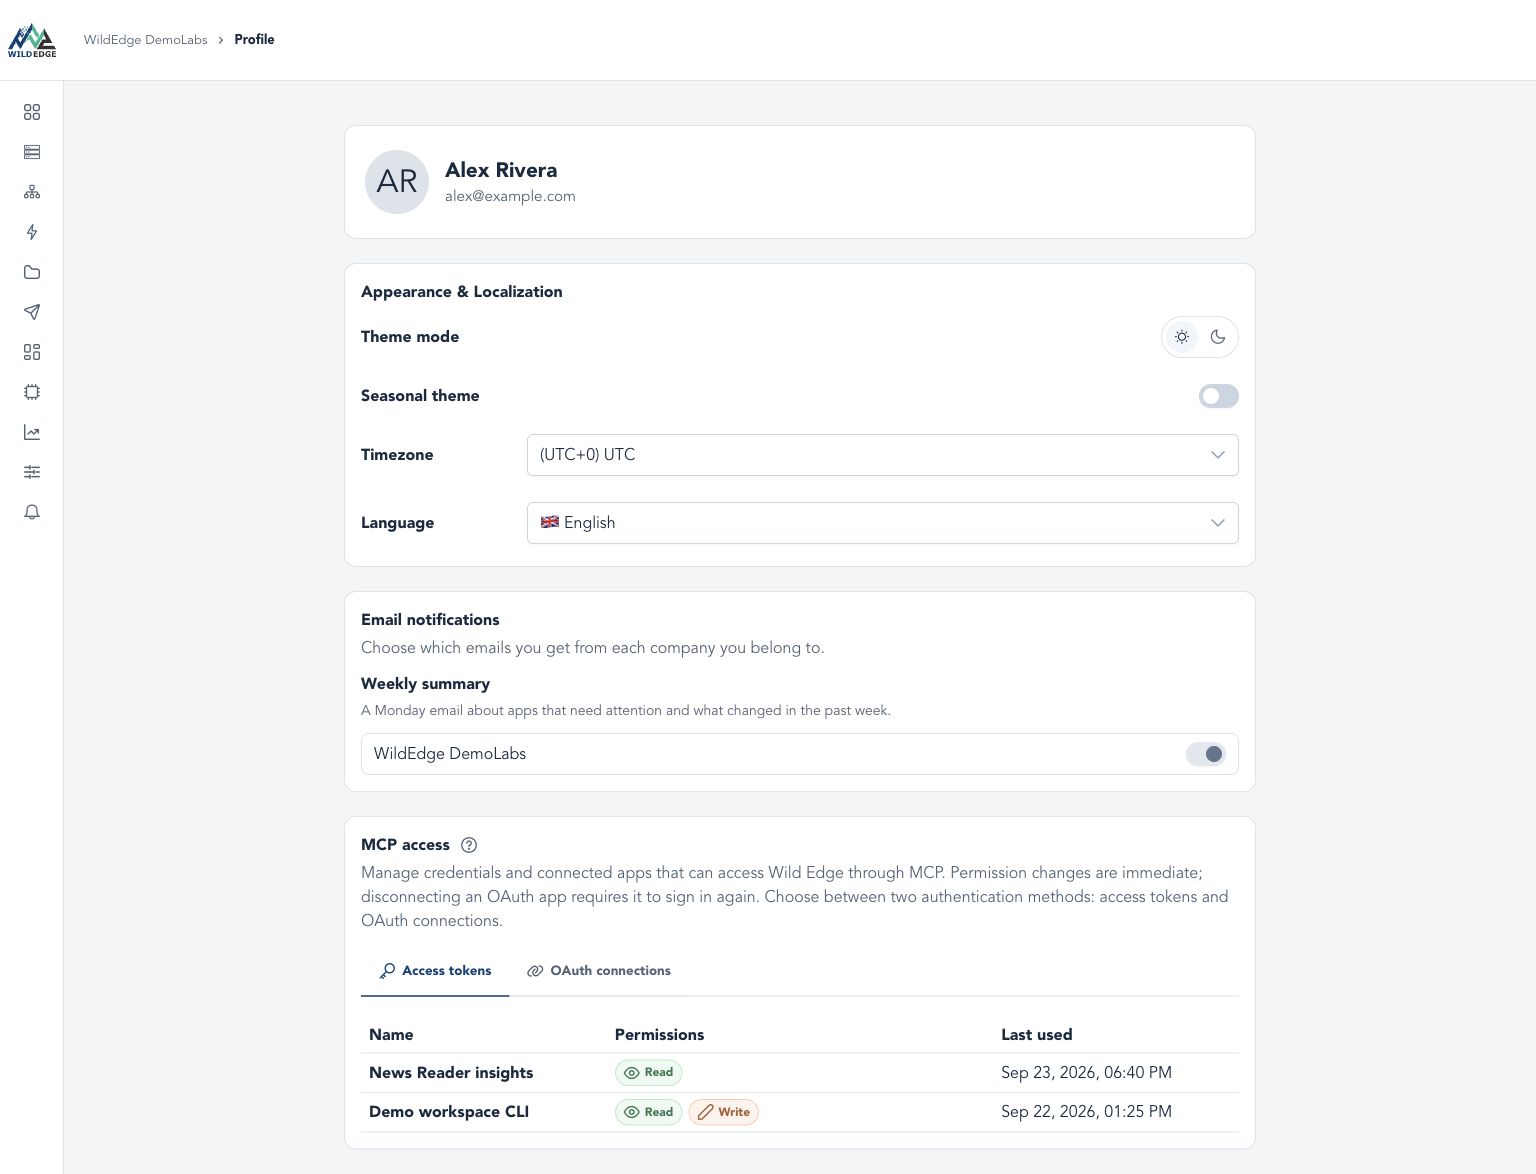 WILDEDGE
WildEdge DemoLabs > Profile
AR
Alex Rivera
alex@example.com
Appearance & Localization
Theme mode
Seasonal theme
Timezone
(UTC+0) UTC
Language
English
Email notifications
Choose which emails you get from each company you belong to.
Weekly summary
A Monday email about apps that need attention and what changed in the past week.
WildEdge DemoLabs
MCP access
Manage credentials and connected apps that can access Wild Edge through MCP. Permission changes are immediate;
disconnecting an OAuth app requires it to sign in again. Choose between two authentication methods: access tokens and
OAuth connections.
Access tokens OAuth connections
Name Permissions Last used
News Reader insights Read Sep 23, 2026, 06:40 PM
Demo workspace CLI Read Write Sep 22, 2026, 01:25 PM